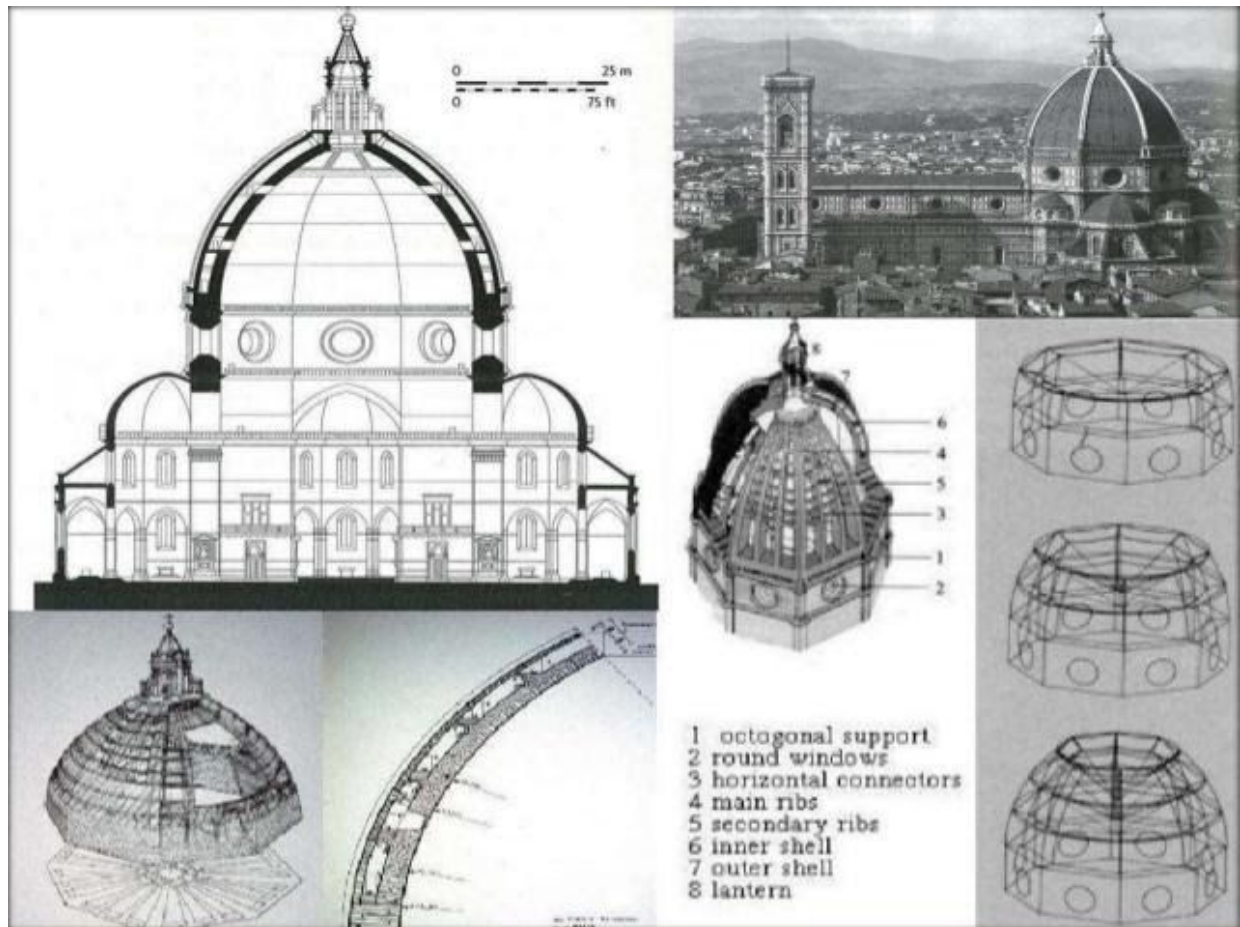 0 25 m
0 75 ft
8
7
6
4
5
3
1
2
1 octogonal support
2 round windows
3 horizontal connectors
4 main ribs
5 secondary ribs
6 inner shell
7 outer shell
8 lantern